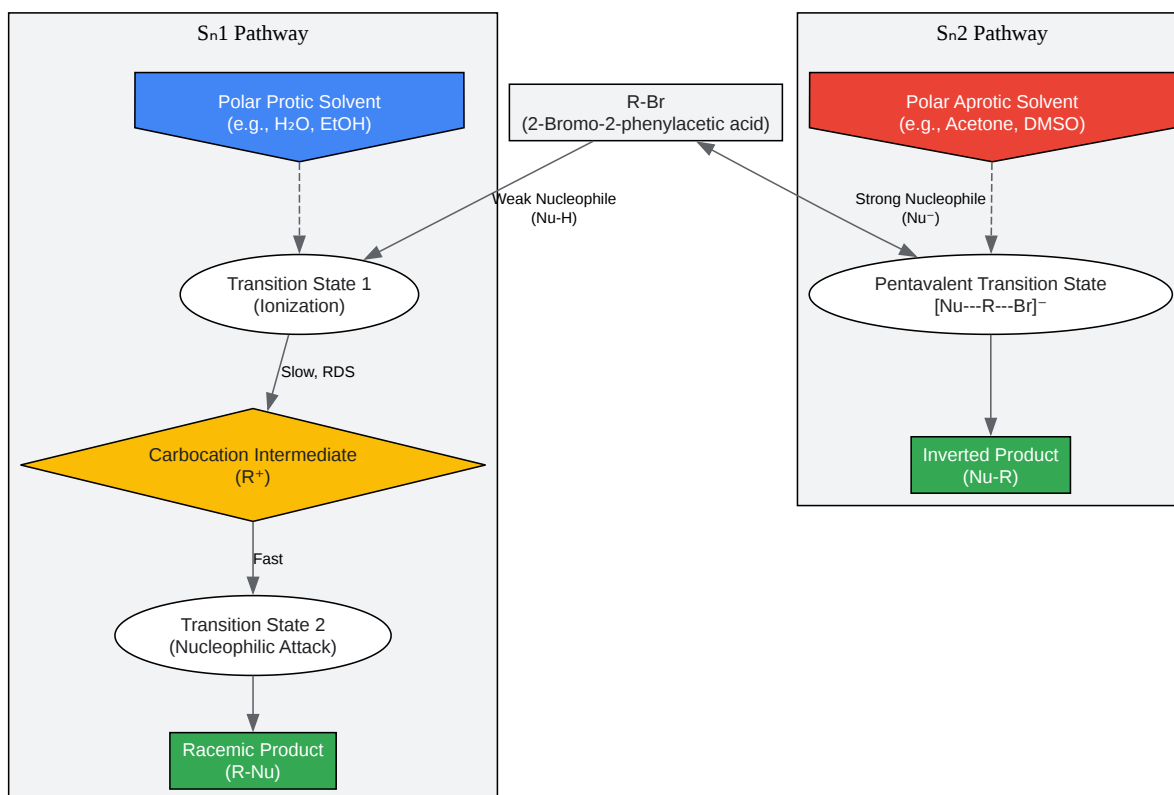 Sₙ1 Pathway
Polar Protic Solvent
(e.g., H₂O, EtOH)
R-Br
(2-Bromo-2-phenylacetic acid)
Sₙ2 Pathway
Polar Aprotic Solvent
(e.g., Acetone, DMSO)
Weak Nucleophile
(Nu-H)
Strong Nucleophile
(Nu⁻)
Transition State 1
(Ionization)
Pentavalent Transition State
[Nu---R---Br]⁻
Slow, RDS
Carbocation Intermediate
(R⁺)
Inverted Product
(Nu-R)
Fast
Transition State 2
(Nucleophilic Attack)
Racemic Product
(R-Nu)